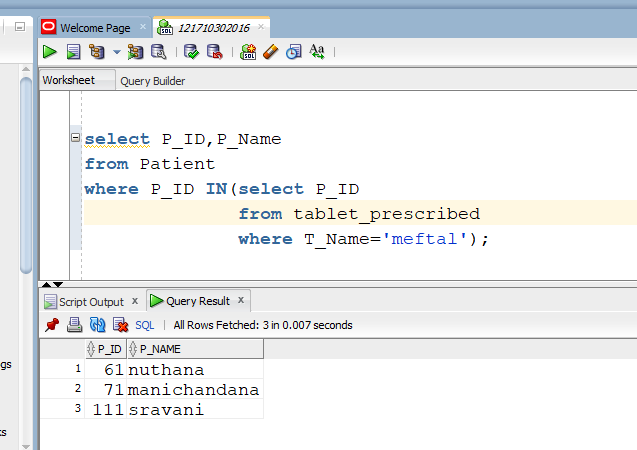 Welcome Page × 121710302016 ×
Worksheet Query Builder
select P_ID,P_Name
from Patient
where P_ID IN(select P_ID
from tablet_prescribed
where T_Name='meftal');
Script Output × Query Result ×
SQL | All Rows Fetched: 3 in 0.007 seconds
P_ID P_NAME
1 61 nuthana
2 71 manichandana
3 111 sravani
gs
ks